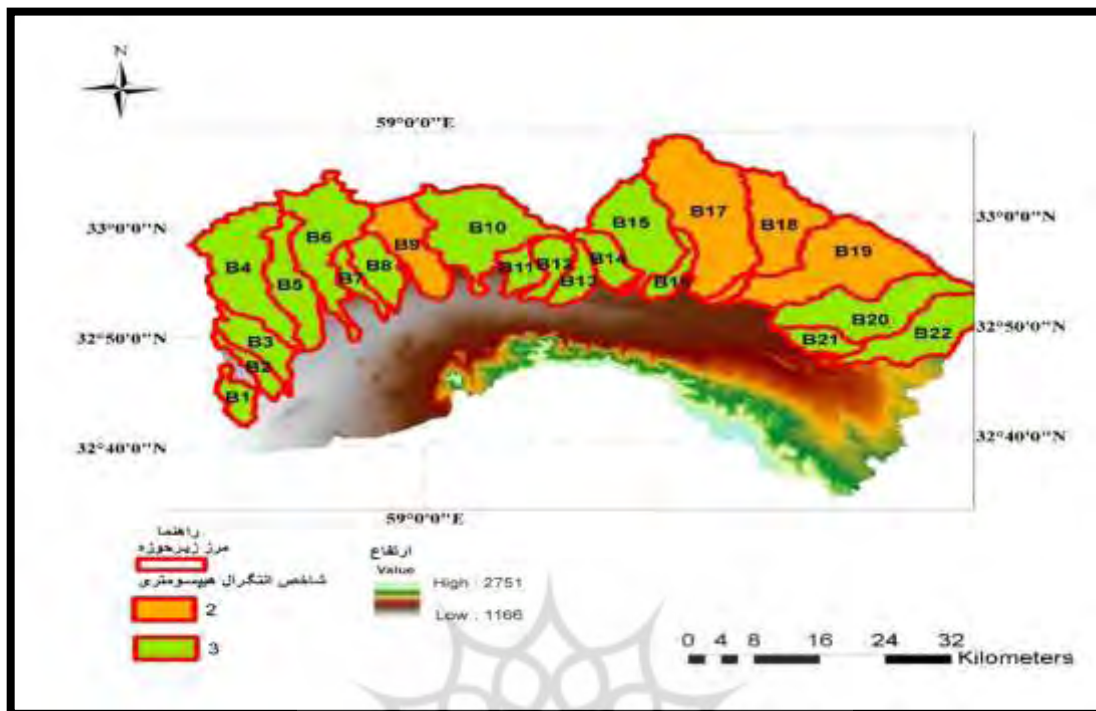 N
59°0'0"E
B17
B15
B18
33°0'0"N
B6
B10
33°0'0"N
B9
B19
B4
B8
B11
B12
B14
B5
B7
B13
B16
B20
B3
32°50'0"N
B21
B22
32°50'0"N
B2
B1
32°40'0"N
32°40'0"N
59°0'0"E
راهنما
مرز زیرحوزه
شاخص انتگرال هیپسومتری
2
3
ارتفاع
Value
High : 2751
Low : 1166
0 4 8 16 24 32
Kilometers